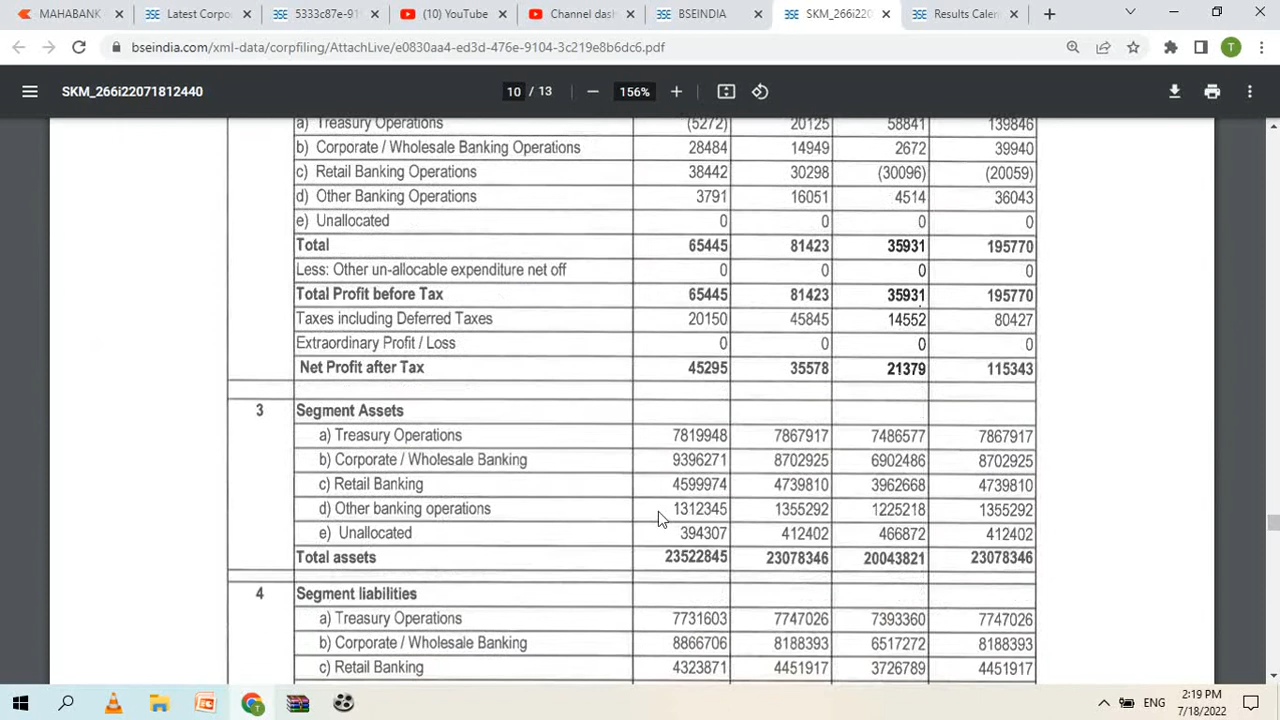 MAHABANK
Latest Corpo
5333c87e-91
(10) YouTube
Channel dash
BSEINDIA
SKM_266i220
Results Calen
bseindia.com/xml-data/corpfiling/AttachLive/e0830aa4-ed3d-476e-9104-3c219e8b6dc6.pdf
T
SKM_266i22071812440
10 / 13
156%
a) Treasury Operations (5272) 20125 58841 139846
b) Corporate / Wholesale Banking Operations 28484 14949 2672 39940
c) Retail Banking Operations 38442 30298 (30096) (20059)
d) Other Banking Operations 3791 16051 4514 36043
e) Unallocated 0 0 0 0
Total 65445 81423 35931 195770
Less: Other un-allocable expenditure net off 0 0 0 0
Total Profit before Tax 65445 81423 35931 195770
Taxes including Deferred Taxes 20150 45845 14552 80427
Extraordinary Profit / Loss 0 0 0 0
Net Profit after Tax 45295 35578 21379 115343
3 Segment Assets
a) Treasury Operations 7819948 7867917 7486577 7867917
b) Corporate / Wholesale Banking 9396271 8702925 6902486 8702925
c) Retail Banking 4599974 4739810 3962668 4739810
d) Other banking operations 1312345 1355292 1225218 1355292
e) Unallocated 394307 412402 466872 412402
Total assets 23522845 23078346 20043821 23078346
4 Segment liabilities
a) Treasury Operations 7731603 7747026 7393360 7747026
b) Corporate / Wholesale Banking 8866706 8188393 6517272 8188393
c) Retail Banking 4323871 4451917 3726789 4451917
ENG
2:19 PM
7/18/2022